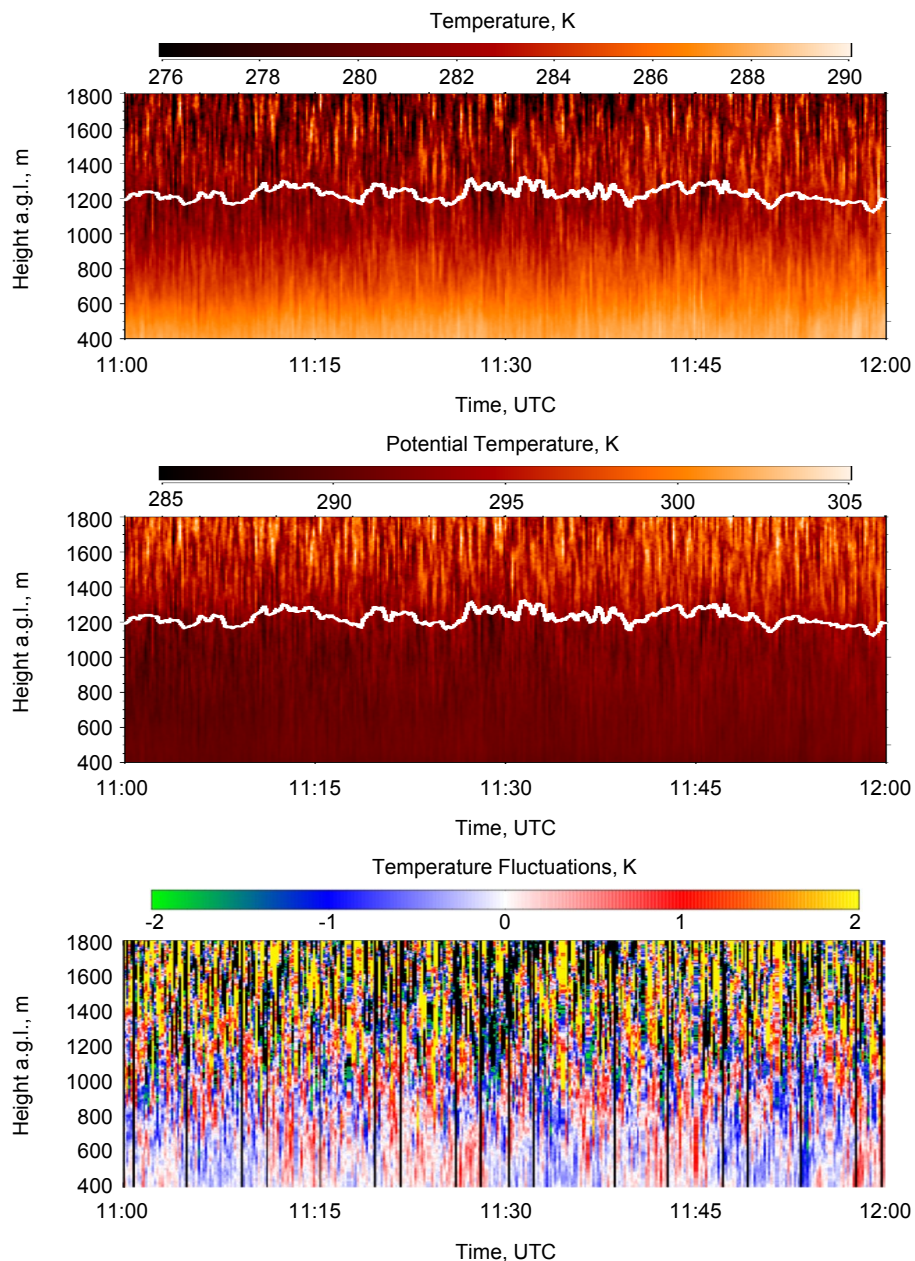 Temperature, K
276 278 280 282 284 286 288 290
1800
1600
1400
1200
1000
800
600
400
Height a.g.l., m
11:00 11:15 11:30 11:45 12:00
Time, UTC
Potential Temperature, K
285 290 295 300 305
1800
1600
1400
1200
1000
800
600
400
Height a.g.l., m
11:00 11:15 11:30 11:45 12:00
Time, UTC
Temperature Fluctuations, K
-2 -1 0 1 2
1800
1600
1400
1200
1000
800
600
400
Height a.g.l., m
11:00 11:15 11:30 11:45 12:00
Time, UTC